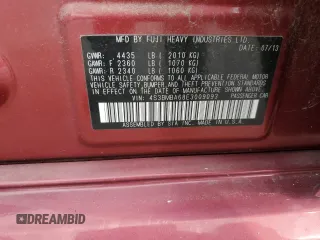 MFD BY FUJI HEAVY INDUSTRIES LTD.
DATE: 07/13
GVWR: 4435 LB ( 2010 KG)
GAWR: F 2360 LB ( 1070 KG)
GAWR: R 2340 LB ( 1060 KG)
THIS VEHICLE CONFORMS TO ALL APPLICABLE FEDERAL MOTOR
VEHICLE SAFETY, BUMPER, AND THEFT PREVENTION STANDARDS
IN EFFECT ON THE DATE OF MANUFACTURE SHOWN ABOVE.
VIN: 4S3BMBA68E3009093 PASSENGER CAR
ASSEMBLED BY SIA, INC. IN U.S.A.
DREAMBID